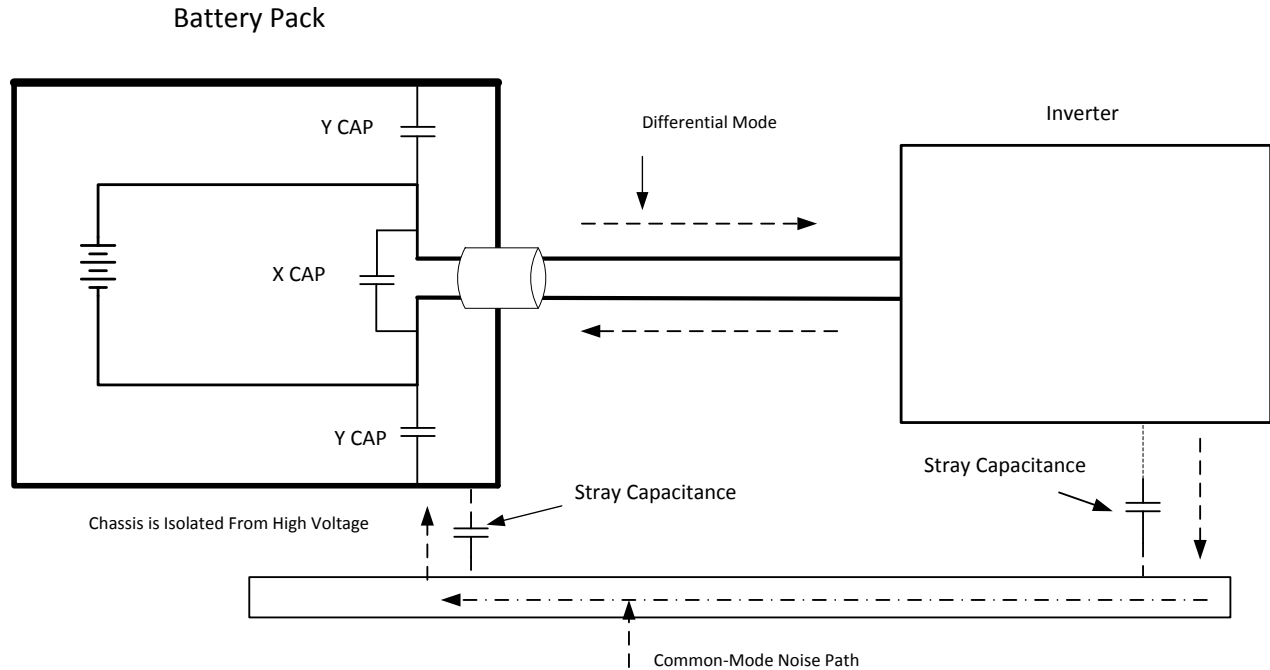 Battery Pack
Y CAP
Differential Mode
Inverter
X CAP
Y CAP
Stray Capacitance
Stray Capacitance
Chassis is Isolated From High Voltage
Common-Mode Noise Path